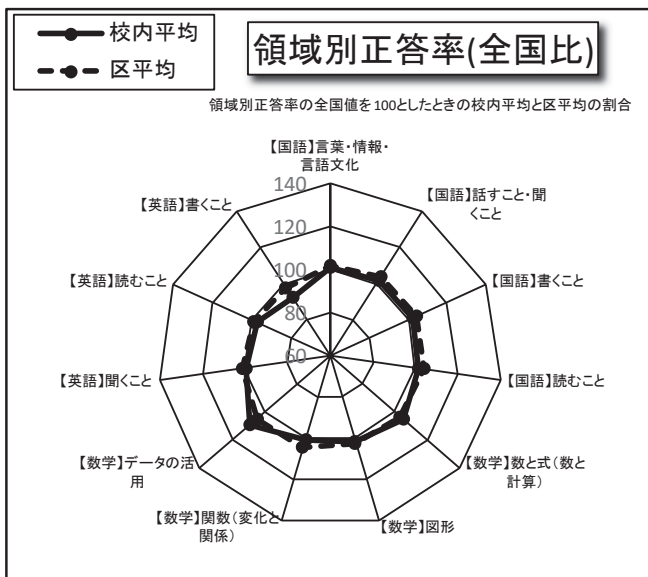 校内平均
区平均
領域別正答率(全国比)
領域別正答率の全国値を100としたときの校内平均と区平均の割合
【国語】言葉・情報・
言語文化
【国語】話すこと・聞
くこと
【国語】書くこと
【国語】読むこと
【数学】数と式(数と
計算)
【数学】図形
【数学】関数(変化と
関係)
【数学】データの活
用
【英語】聞くこと
【英語】読むこと
【英語】書くこと
140
120
100
80
60